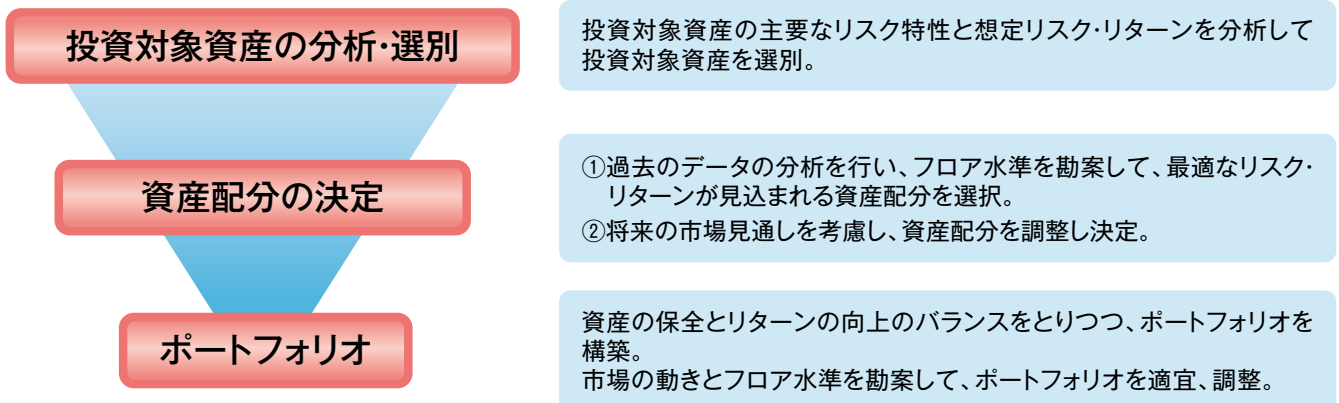 投資対象資産の分析･選別
投資対象資産の主要なリスク特性と想定リスク･リターンを分析して
投資対象資産を選別。
資産配分の決定
①過去のデータの分析を行い、フロア水準を勘案して、最適なリスク･
リターンが見込まれる資産配分を選択。
②将来の市場見通しを考慮し、資産配分を調整し決定。
ポートフォリオ
資産の保全とリターンの向上のバランスをとりつつ、ポートフォリオを
構築。
市場の動きとフロア水準を勘案して、ポートフォリオを適宜、調整。